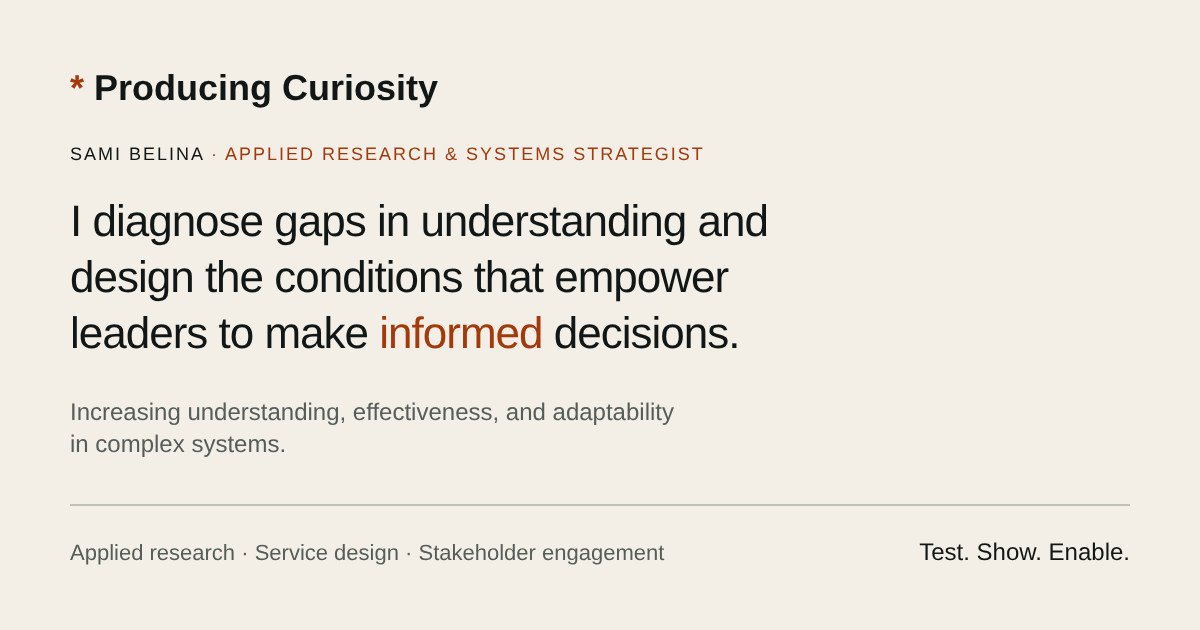 * Producing Curiosity
SAMI BELINA · APPLIED RESEARCH & SYSTEMS STRATEGIST
I diagnose gaps in understanding and
design the conditions that empower
leaders to make informed decisions.
Increasing understanding, effectiveness, and adaptability
in complex systems.
Applied research · Service design · Stakeholder engagement
Test. Show. Enable.